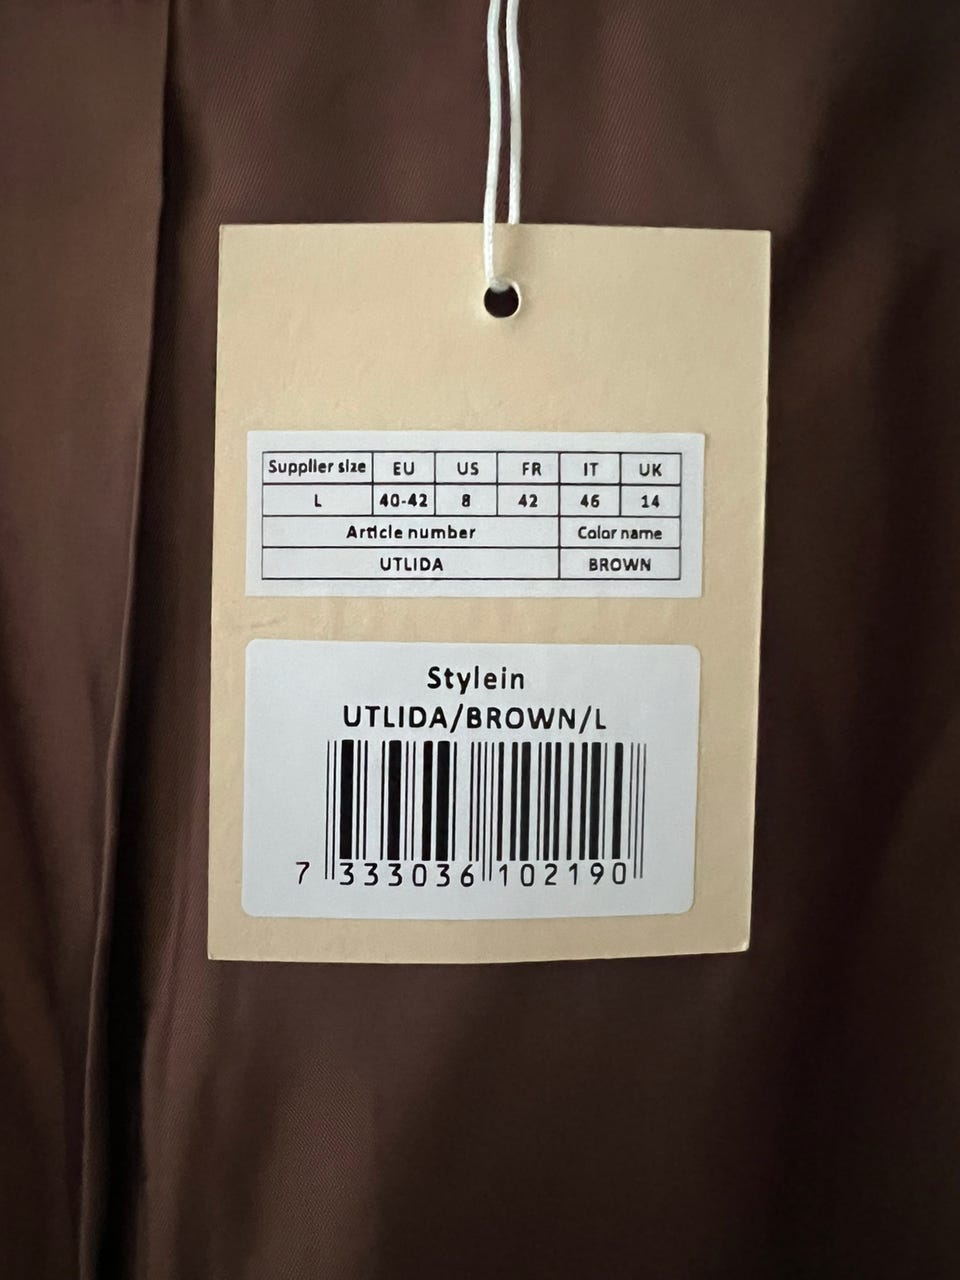 Supplier size EU US FR IT UK
L 40-42 8 42 46 14
Article number Color name
UTLIDA BROWN
Stylein
UTLIDA/BROWN/L
7 333036 102190